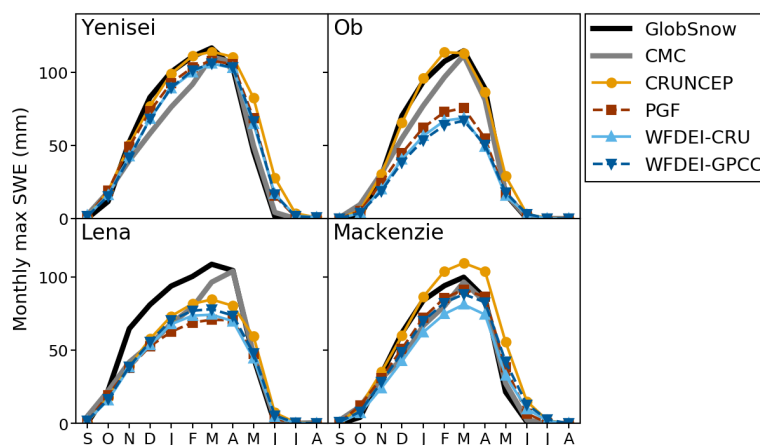 Yenisei
Ob
GlobSnow
CMC
CRUNCEP
PGF
WFDEI-CRU
WFDEI-GPCC
100
50
0
Lena
Mackenzie
100
50
0
Monthly max SWE (mm)
S O N D J F M A M J J A
S O N D J F M A M J J A